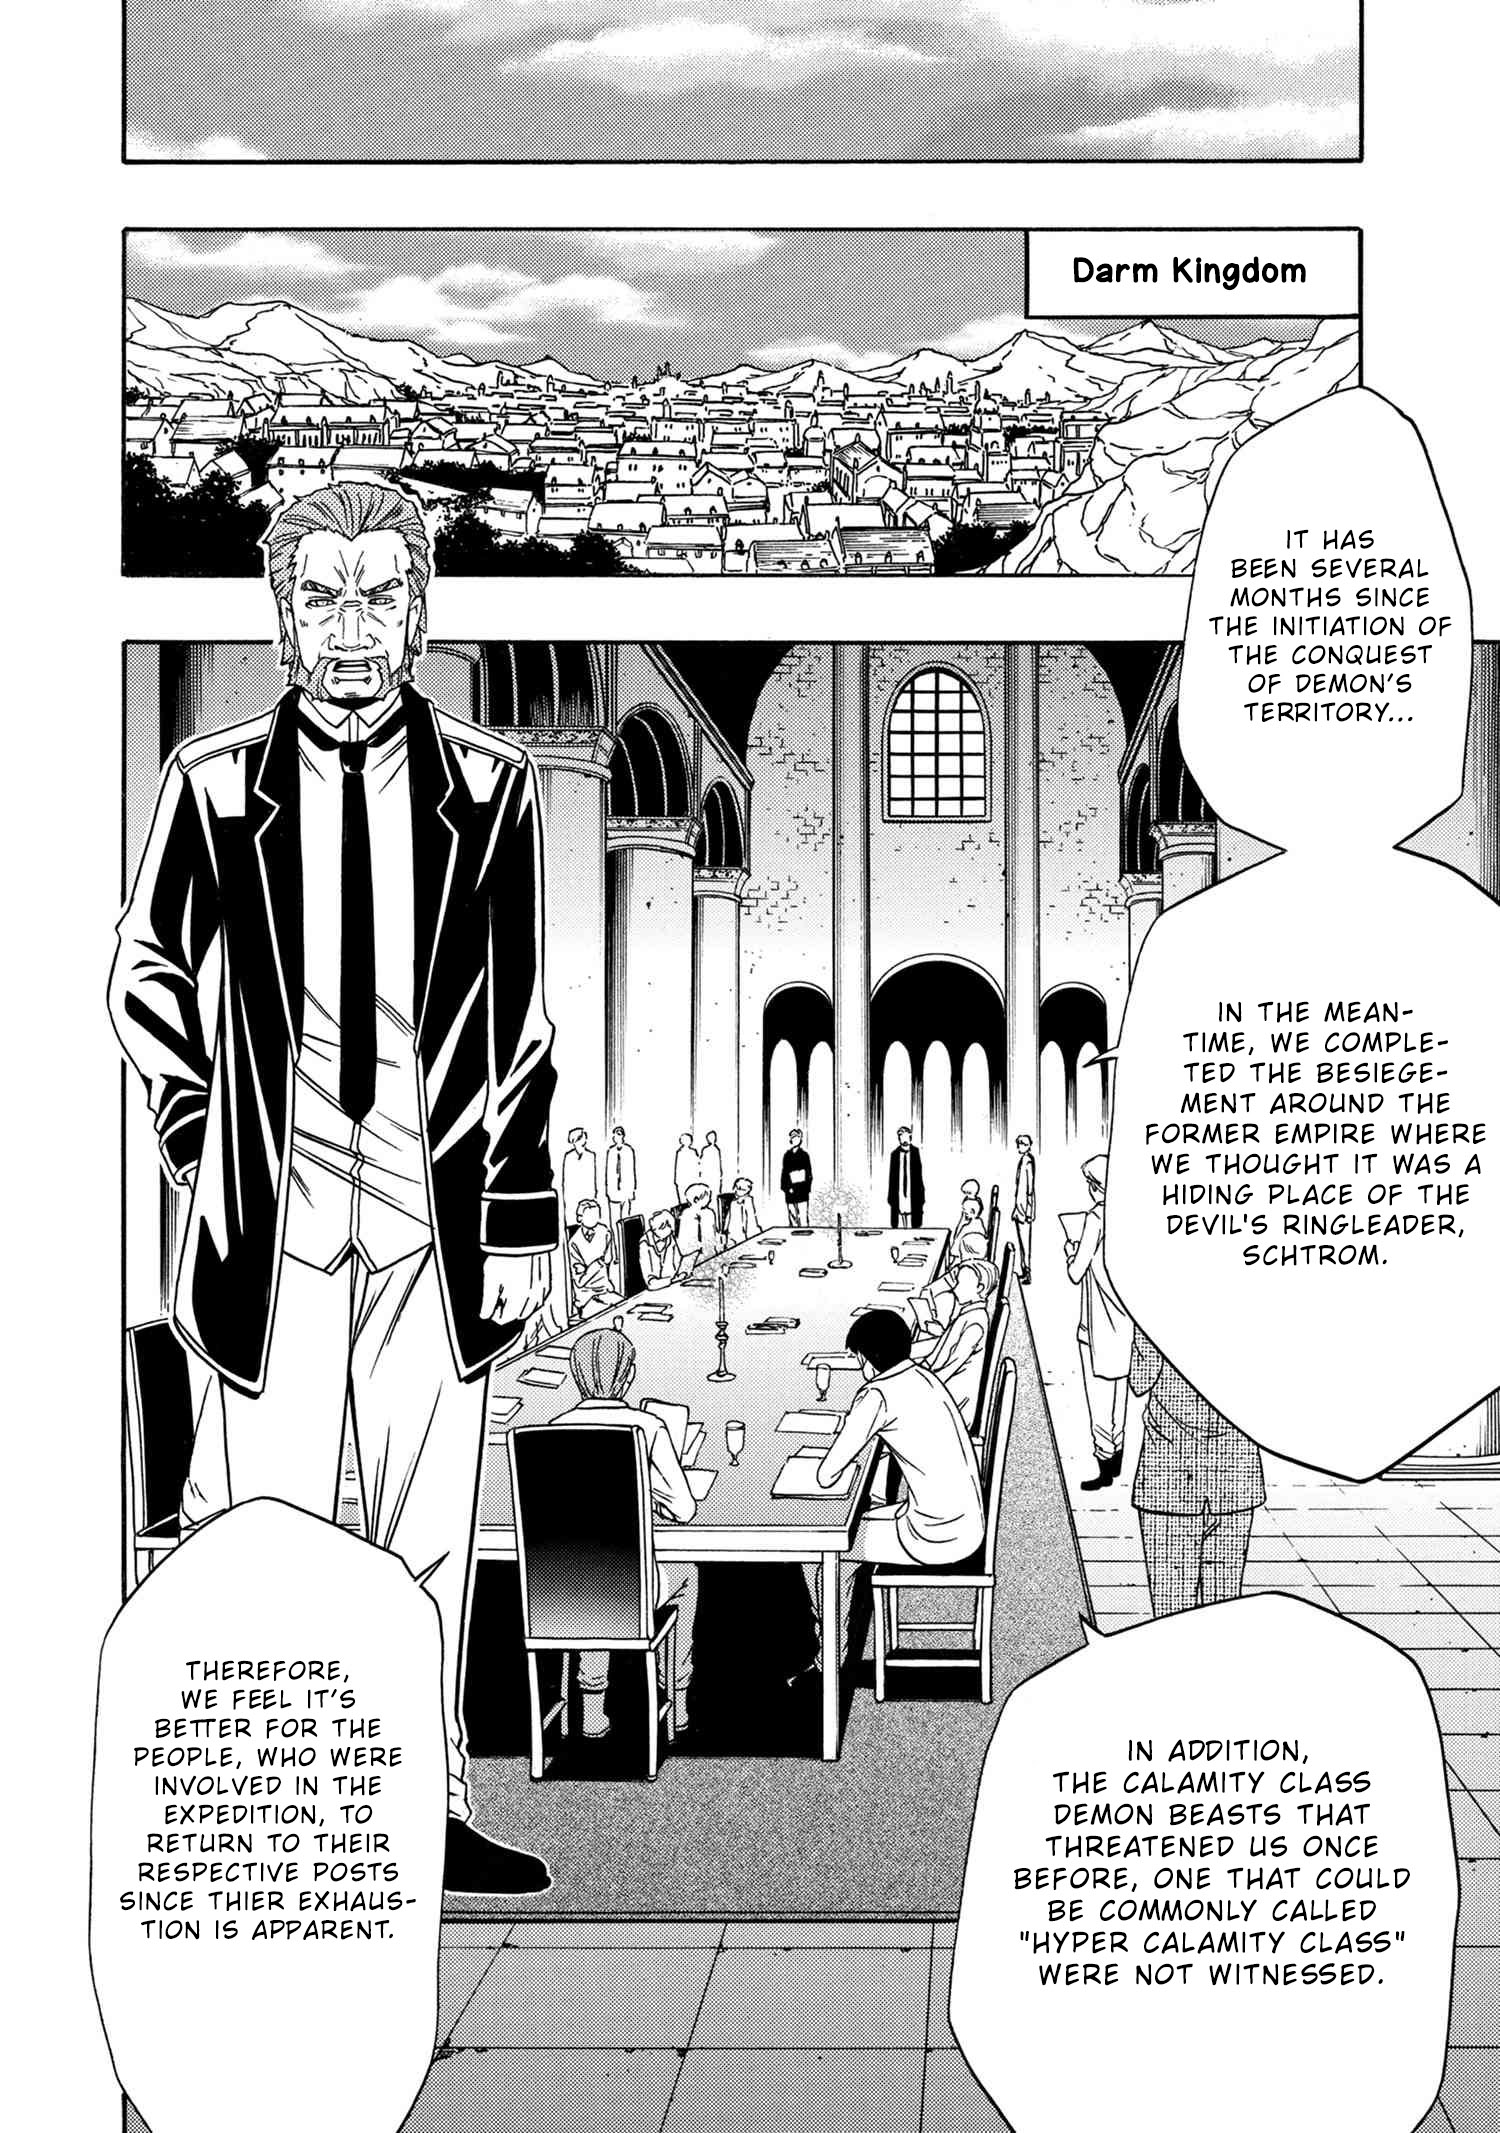 Darm Kingdom
IT HAS
BEEN SEVERAL
MONTHS SINCE
THE INITIATION OF
THE CONQUEST
OF DEMON'S
TERRITORY...
IN THE MEAN-
TIME, WE COMPLE-
TED THE BESIEGE-
MENT AROUND THE
FORMER EMPIRE WHERE
WE THOUGHT IT WAS A
HIDING PLACE OF THE
DEVIL'S RINGLEADER,
SCHTROM.
IN ADDITION,
THE CALAMITY CLASS
DEMON BEASTS THAT
THREATENED US ONCE
BEFORE, ONE THAT COULD
BE COMMONLY CALLED
"HYPER CALAMITY CLASS"
WERE NOT WITNESSED.
THEREFORE,
WE FEEL IT'S
BETTER FOR THE
PEOPLE, WHO WERE
INVOLVED IN THE
EXPEDITION, TO
RETURN TO THEIR
RESPECTIVE POSTS
SINCE THIER EXHAUS-
TION IS APPARENT.